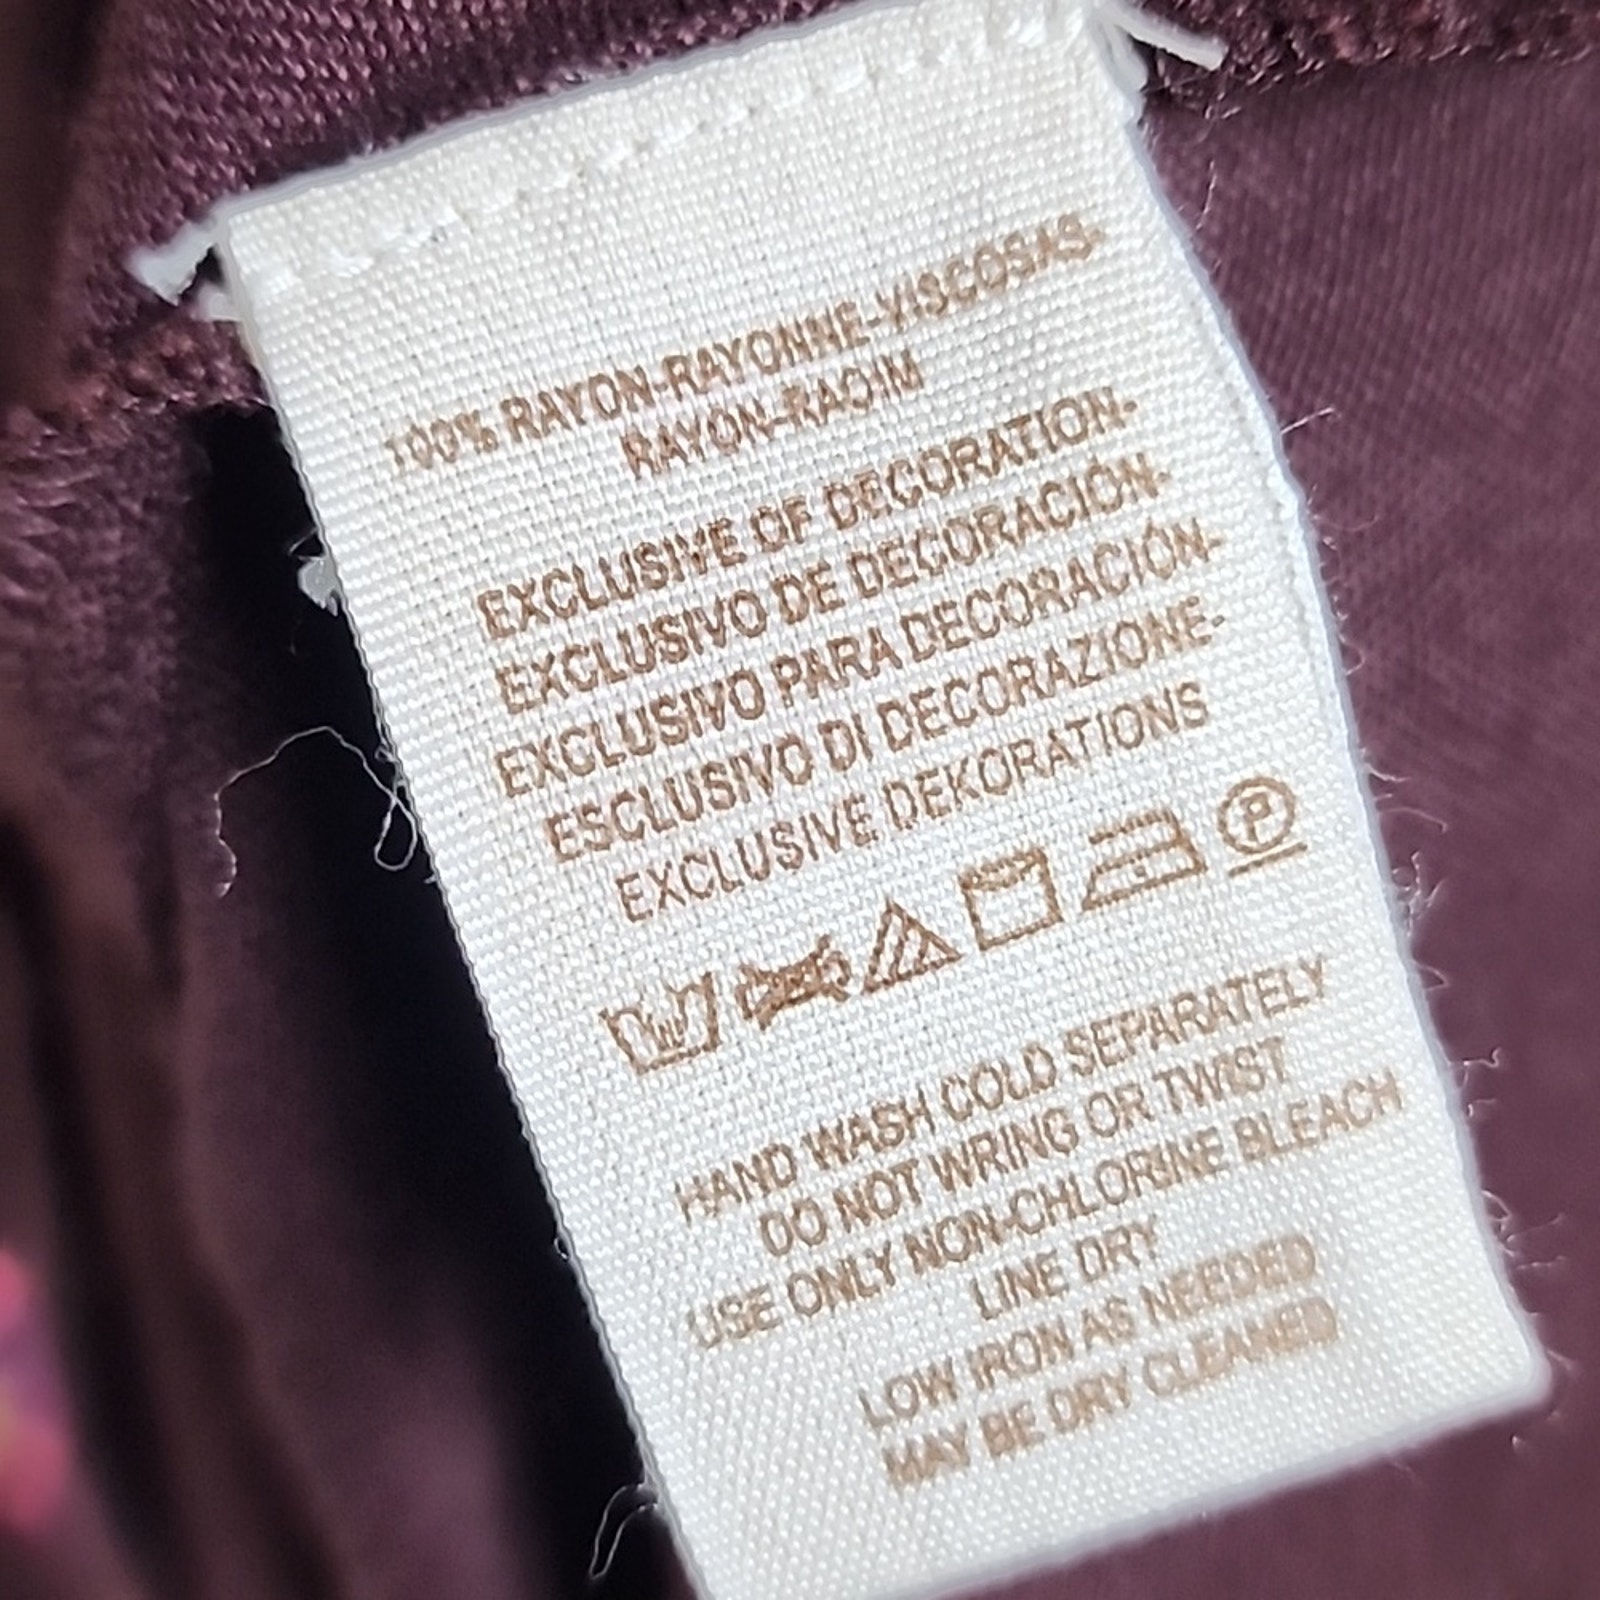 100% RAYON-RAYONNE-VISCOSAS-
RAYON-RAOIM
EXCLUSIVE OF DECORATION-
EXCLUSIVO DE DECORACIÓN-
EXCLUSIVO PARA DECORACIÓN-
ESCLUSIVO DI DECORAZIONE-
EXCLUSIVE DEKORATIONS
P
HAND WASH COLD SEPARATELY
DO NOT WRING OR TWIST
USE ONLY NON-CHLORINE BLEACH
LINE DRY
LOW IRON AS NEEDED
MAY BE DRY CLEANED